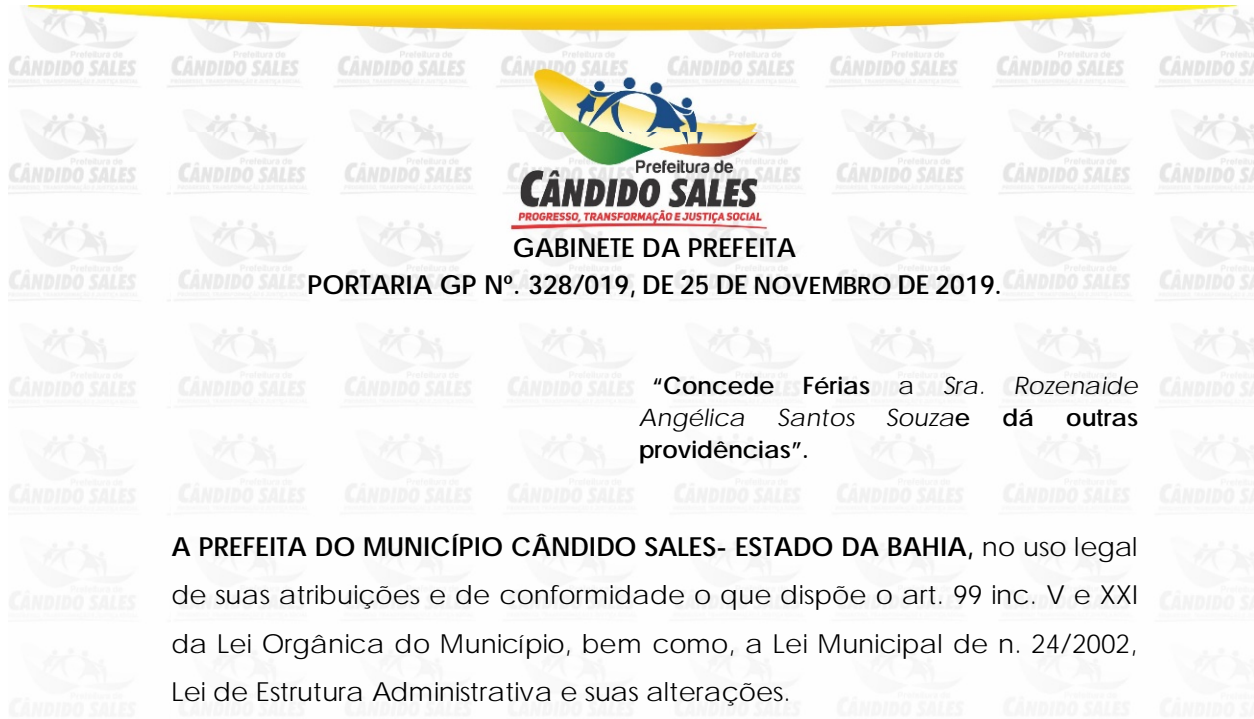 Prefeitura de
CÂNDIDO SALES
PROGRESSO, TRANSFORMAÇÃO E JUSTIÇA SOCIAL
GABINETE DA PREFEITA
PORTARIA GP Nº. 328/019, DE 25 DE NOVEMBRO DE 2019.
“Concede Férias a Sra. Rozenaide
Angélica Santos Souzae dá outras
providências”.
A PREFEITA DO MUNICÍPIO CÂNDIDO SALES- ESTADO DA BAHIA, no uso legal
de suas atribuições e de conformidade o que dispõe o art. 99 inc. V e XXI
da Lei Orgânica do Município, bem como, a Lei Municipal de n. 24/2002,
Lei de Estrutura Administrativa e suas alterações.